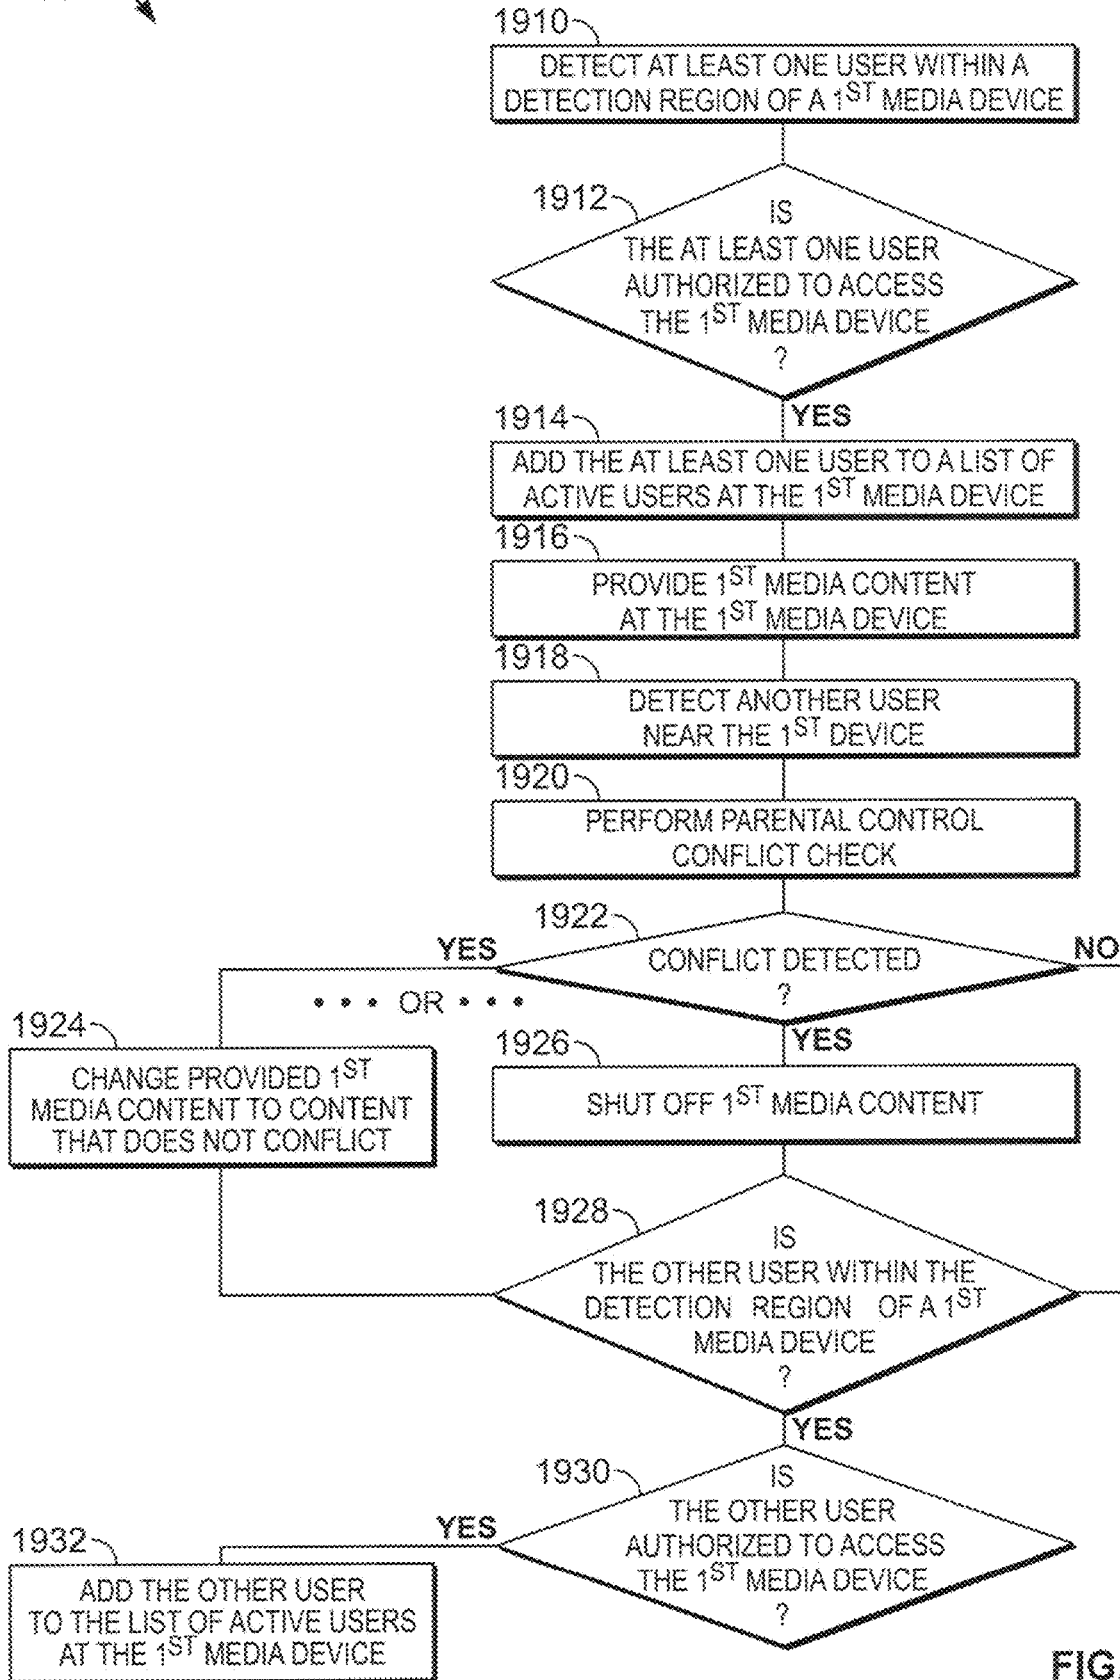 1910
DETECT AT LEAST ONE USER WITHIN A
DETECTION REGION OF A 1ST MEDIA DEVICE
1912
IS
THE AT LEAST ONE USER
AUTHORIZED TO ACCESS
THE 1ST MEDIA DEVICE
?
YES
1914
ADD THE AT LEAST ONE USER TO A LIST OF
ACTIVE USERS AT THE 1ST MEDIA DEVICE
1916
PROVIDE 1ST MEDIA CONTENT
AT THE 1ST MEDIA DEVICE
1918
DETECT ANOTHER USER
NEAR THE 1ST DEVICE
1920
PERFORM PARENTAL CONTROL
CONFLICT CHECK
1922
YES
CONFLICT DETECTED
?
NO
• • • OR • • •
YES
1924
CHANGE PROVIDED 1ST
MEDIA CONTENT TO CONTENT
THAT DOES NOT CONFLICT
1926
SHUT OFF 1ST MEDIA CONTENT
1928
IS
THE OTHER USER WITHIN THE
DETECTION REGION OF A 1ST
MEDIA DEVICE
?
YES
1930
IS
THE OTHER USER
AUTHORIZED TO ACCESS
THE 1ST MEDIA DEVICE
?
YES
1932
ADD THE OTHER USER
TO THE LIST OF ACTIVE USERS
AT THE 1ST MEDIA DEVICE
FIG